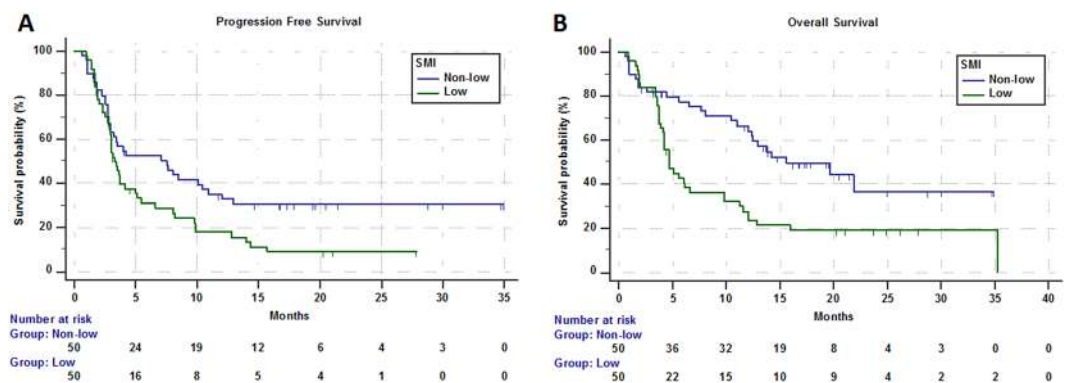 A
Progression Free Survival
Survival probability (%)
100
80
60
40
20
0
SMI
Non-low
Low
0 5 10 15 20 25 30 35
Months
Number at risk
Group: Non-low
50 24 19 12 6 4 3 0
Group: Low
50 16 8 5 4 1 0 0
B
Overall Survival
Survival probability (%)
100
80
60
40
20
0
SMI
Non-low
Low
0 5 10 15 20 25 30 35 40
Months
Number at risk
Group: Non-low
50 36 32 19 8 4 3 0 0
Group: Low
50 22 15 10 9 4 2 2 0